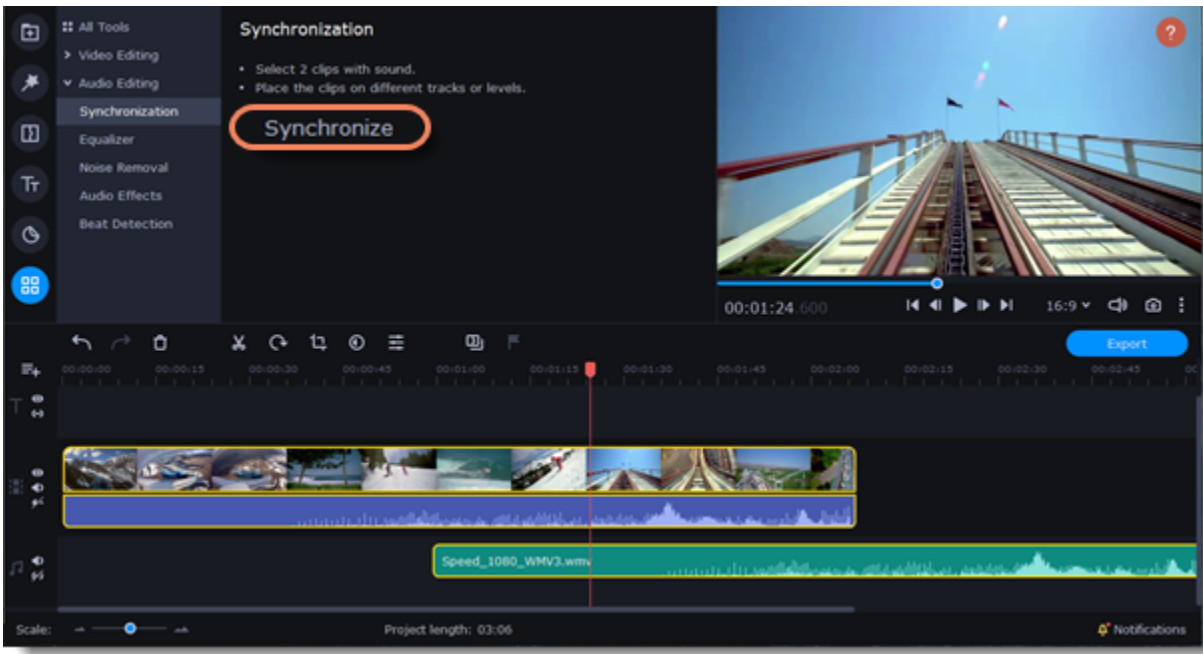 All Tools
Video Editing
Audio Editing
Synchronization
Equalizer
Noise Removal
Audio Effects
Beat Detection
Synchronization
• Select 2 clips with sound.
• Place the clips on different tracks or levels.
Synchronize
?
Tт
00:01:24.600
16:9
Export
00:00:00 00:00:15 00:00:30 00:00:45 00:01:00 00:01:15 00:01:30 00:01:45 00:02:00 00:02:15 00:02:30 00:02:45 00
T
Speed_1080_WMV3.wmv
Scale:
Project length: 03:06
Notifications